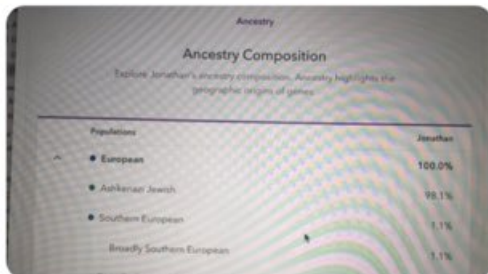 Ancestry
Ancestry Composition
Explore Jonathan's ancestry composition. Ancestry highlights the
geographic origins of genes.
Populations Jonathan
European 100.0%
Ashkenazi Jewish 98.1%
Southern European 1.1%
Broadly Southern European 1.1%